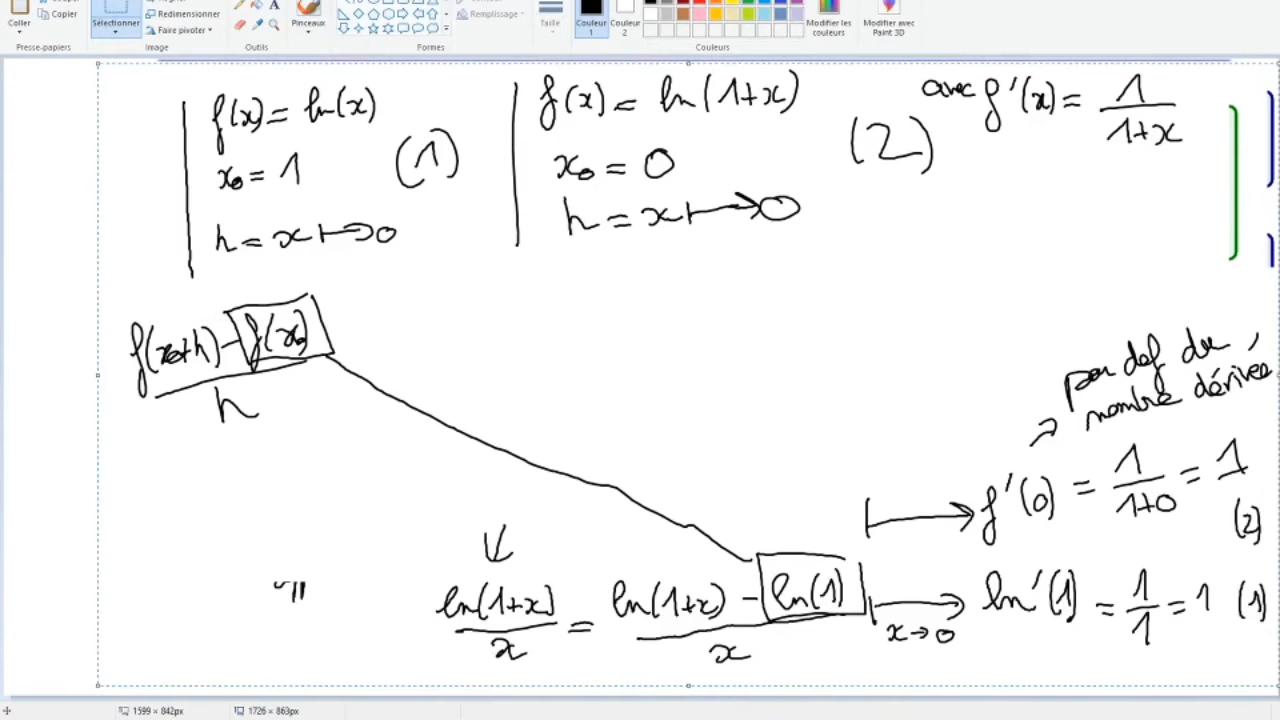 Coller
Copier
Presse-papiers
Sélectionner
Redimensionner
Faire pivoter
Image
Outils
Pinceaux
Remplissage
Formes
Taille
Couleur 1
Couleur 2
Couleurs
Modifier les couleurs
Modifier avec Paint 3D
f(x) = ln(x)
x₀ = 1
h = x ↦ 0
(1)
f(x) = ln(1+x)
x₀ = 0
h = x ↦ 0
(2)
avec f'(x) = 1/(1+x)
(f(x₀+h) - f(x₀))/h
par def du
nombre dérivée
↦ f'(0) = 1/(1+0) = 1 (2)
ln(1+x)/x = (ln(1+x) - ln(1))/x ↦ x→0 ln'(1) = 1/1 = 1 (1)
1599 × 842px
1726 × 863px